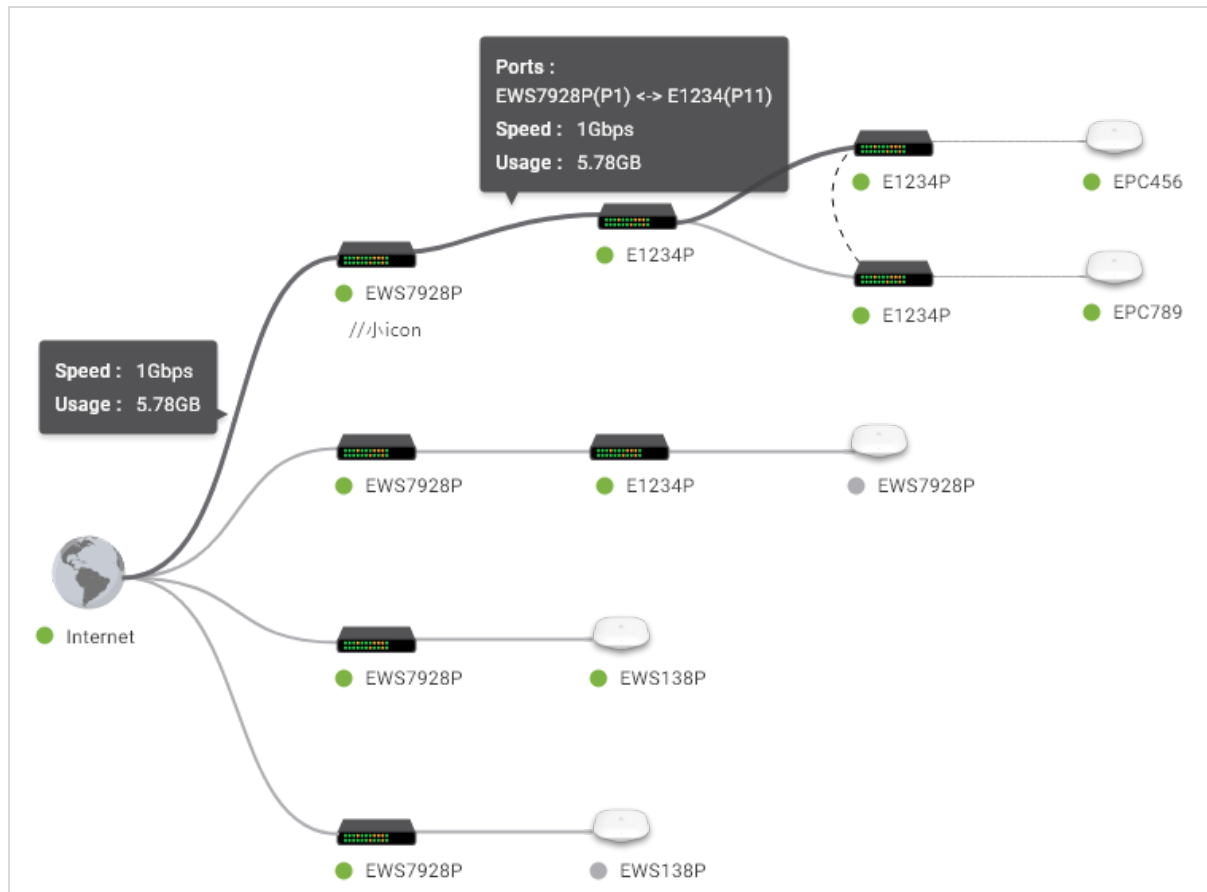 Ports :
EWS7928P(P1) <-> E1234(P11)
Speed : 1Gbps
Usage : 5.78GB
E1234P
EPC456
E1234P
EWS7928P
E1234P
EPC789
//小icon
Speed : 1Gbps
Usage : 5.78GB
EWS7928P
E1234P
EWS7928P
Internet
EWS7928P
EWS138P
EWS7928P
EWS138P